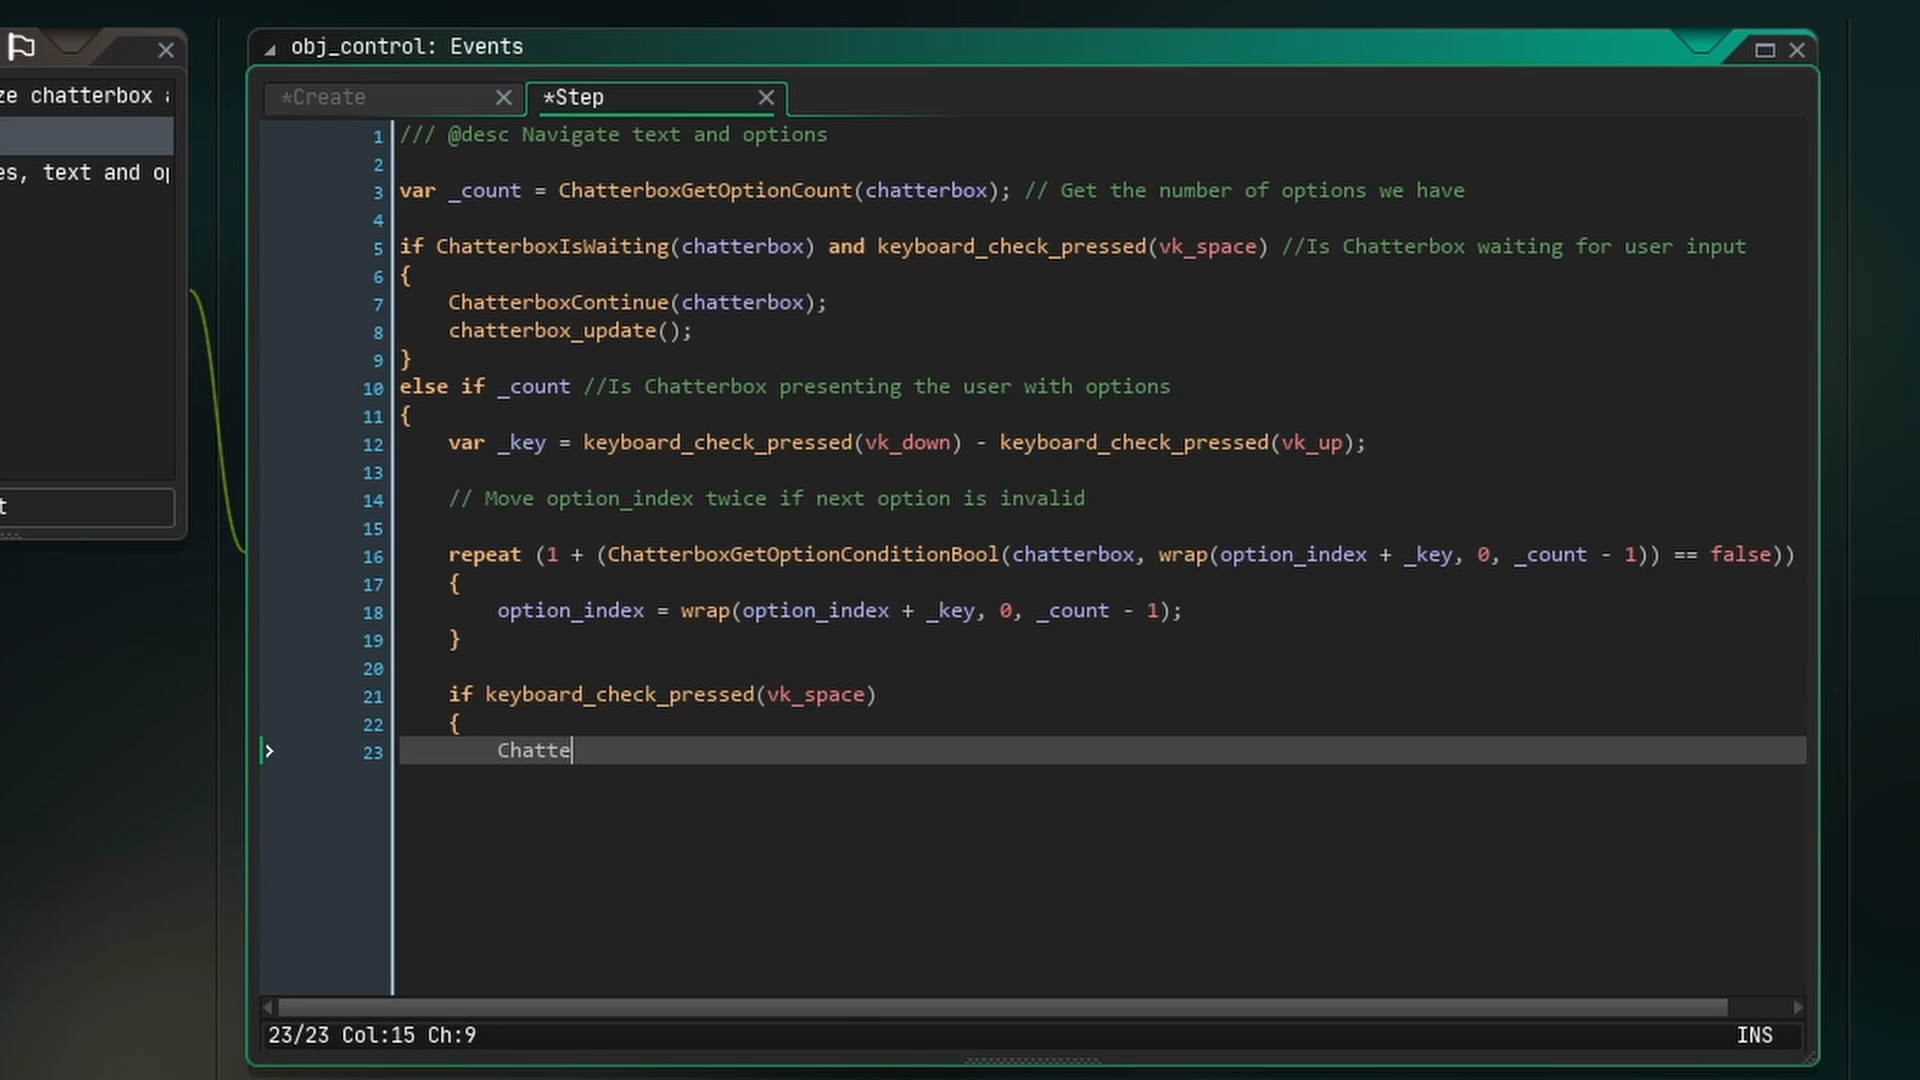 obj_control: Events
*Create
*Step
ze chatterbox
es, text and op
t
1 /// @desc Navigate text and options
2
3 var _count = ChatterboxGetOptionCount(chatterbox); // Get the number of options we have
4
5 if ChatterboxIsWaiting(chatterbox) and keyboard_check_pressed(vk_space) //Is Chatterbox waiting for user input
6 {
7 ChatterboxContinue(chatterbox);
8 chatterbox_update();
9 }
10 else if _count //Is Chatterbox presenting the user with options
11 {
12 var _key = keyboard_check_pressed(vk_down) - keyboard_check_pressed(vk_up);
13
14 // Move option_index twice if next option is invalid
15
16 repeat (1 + (ChatterboxGetOptionConditionBool(chatterbox, wrap(option_index + _key, 0, _count - 1)) == false))
17 {
18 option_index = wrap(option_index + _key, 0, _count - 1);
19 }
20
21 if keyboard_check_pressed(vk_space)
22 {
23 Chatte
23/23 Col:15 Ch:9
INS